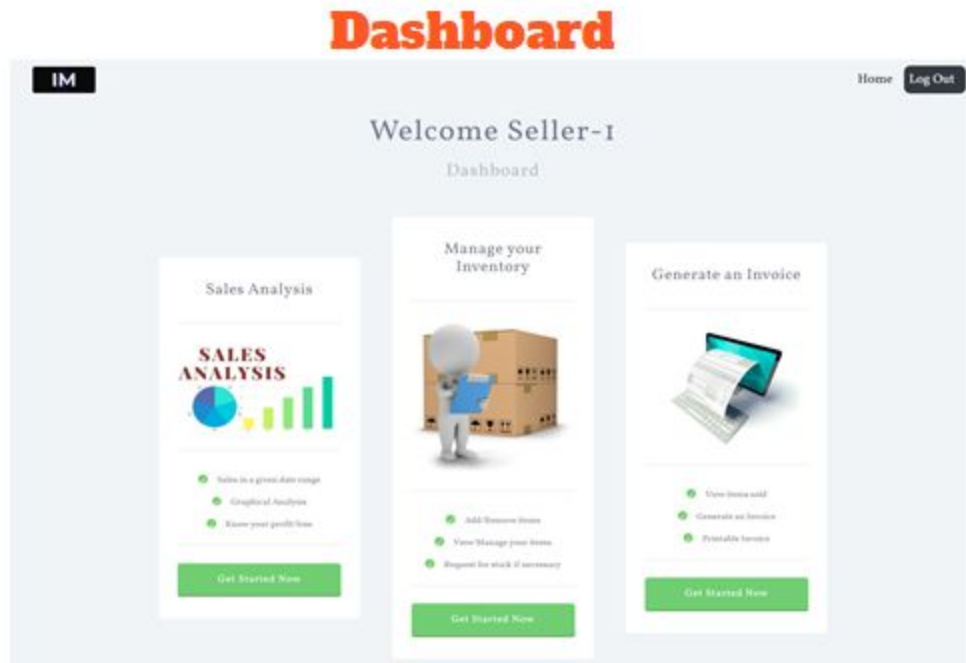 Dashboard
IM
Home
Log Out
Welcome Seller-1
Dashboard
Sales Analysis
SALES
ANALYSIS
Sales in a given date range
Graphical Analysis
Know your profit/loss
Get Started Now
Manage your
Inventory
Add/Remove items
View/Manage your items
Request for stock if necessary
Get Started Now
Generate an Invoice
View items sold
Generate an Invoice
Printable Invoice
Get Started Now